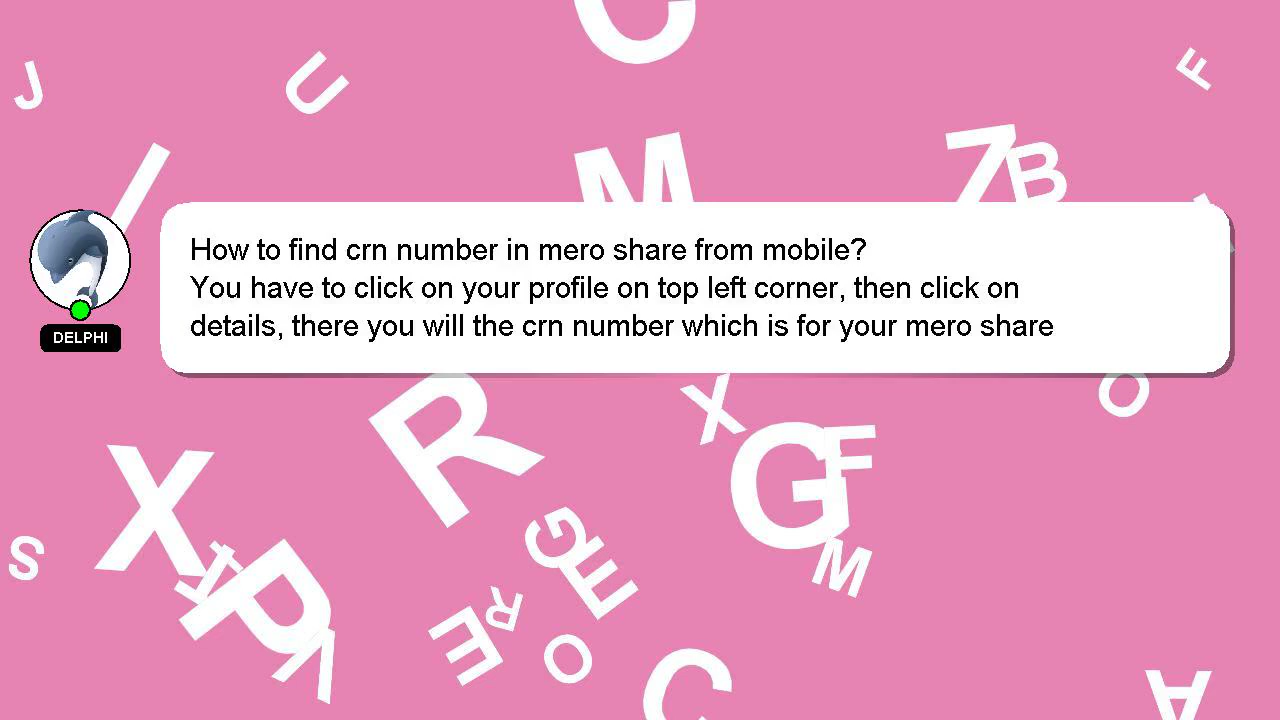 C
J
U
F
I
M
Z
B
How to find crn number in mero share from mobile?
You have to click on your profile on top left corner, then click on
details, there you will the crn number which is for your mero share
DELPHI
R
X
O
G
F
X
S
P
V
G
E
M
R
E
O
C
A